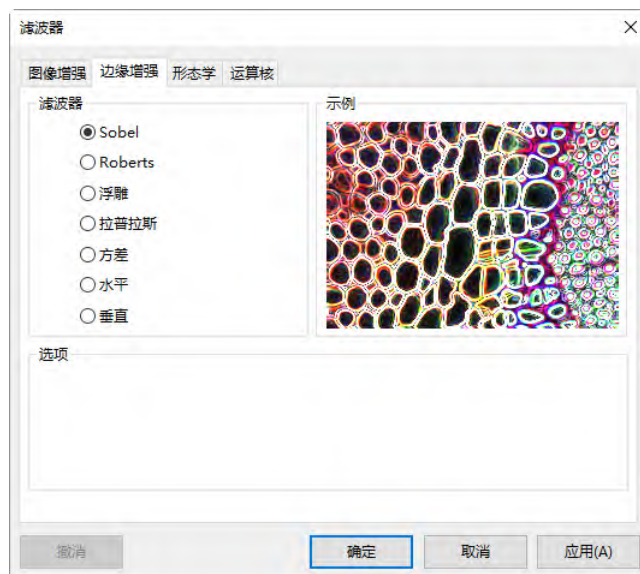 滤波器
图像增强 边缘增强 形态学 运算核
滤波器
Sobel
Roberts
浮雕
拉普拉斯
方差
水平
垂直
示例
选项
撤消
确定 取消 应用(A)